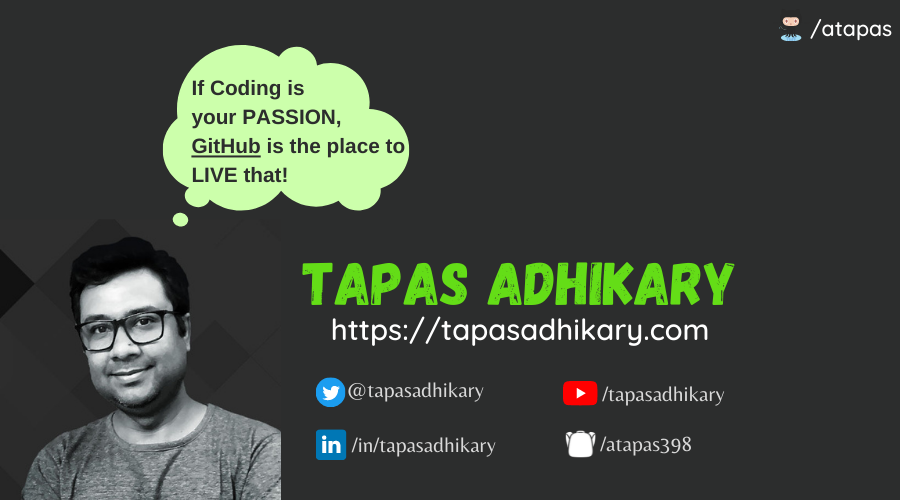 /atapas
If Coding is
your PASSION,
GitHub is the place to
LIVE that!
TAPAS ADHIKARY
https://tapasadhikary.com
@tapasadhikary
/tapasadhikary
in
/in/tapasadhikary
/atapas398